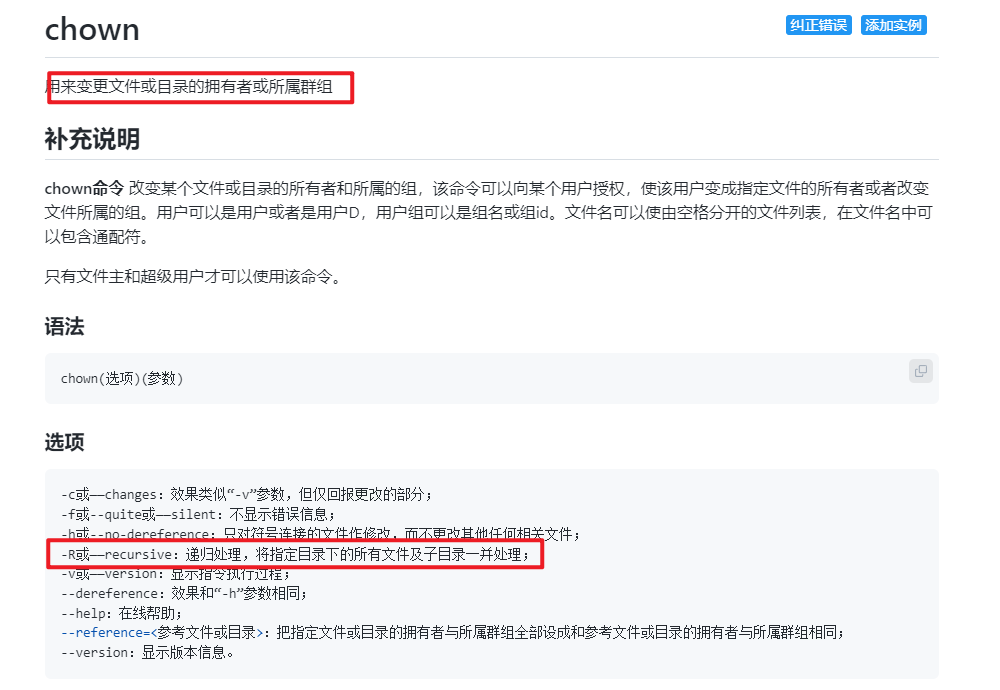 chown
纠正错误 添加实例
用来变更文件或目录的拥有者或所属群组
补充说明
chown命令 改变某个文件或目录的所有者和所属的组，该命令可以向某个用户授权，使该用户变成指定文件的所有者或者改变
文件所属的组。用户可以是用户或者是用户D，用户组可以是组名或组id。文件名可以使由空格分开的文件列表，在文件名中可
以包含通配符。
只有文件主和超级用户才可以使用该命令。
语法
chown(选项)(参数)
选项
-c或——changes：效果类似“-v”参数，但仅回报更改的部分；
-f或--quite或——silent：不显示错误信息；
-h或--no-dereference：只对符号连接的文件作修改，而不更改其他任何相关文件；
-R或——recursive：递归处理，将指定目录下的所有文件及子目录一并处理；
-v或——version：显示指令执行过程；
--dereference：效果和“-h”参数相同；
--help：在线帮助；
--reference=<参考文件或目录>：把指定文件或目录的拥有者与所属群组全部设成和参考文件或目录的拥有者与所属群组相同；
--version：显示版本信息。